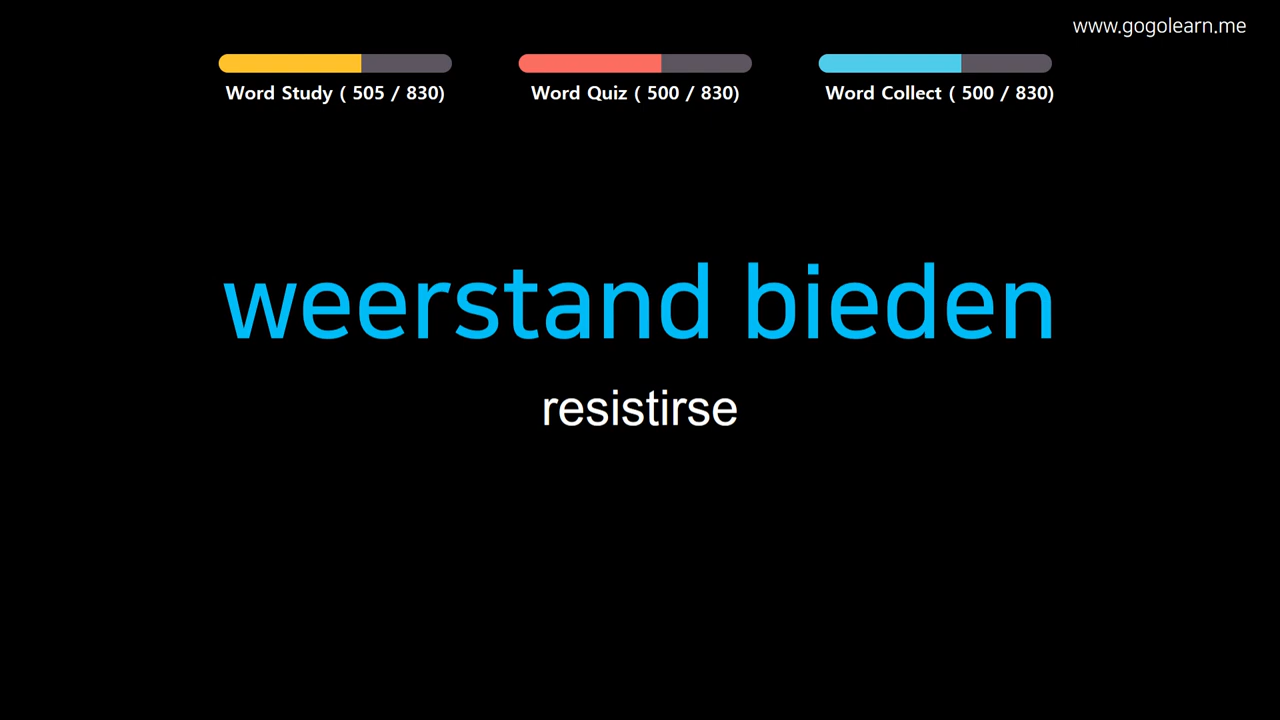 www.gogolearn.me
Word Study ( 505 / 830)
Word Quiz ( 500 / 830)
Word Collect ( 500 / 830)
weerstand bieden
resistirse